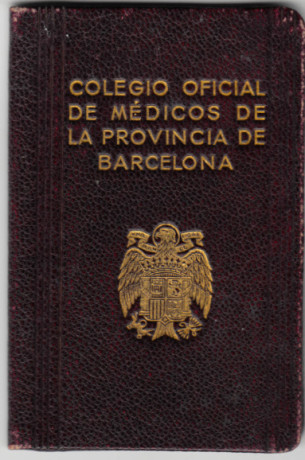 COLEGIO OFICIAL
DE MÉDICOS DE
LA PROVINCIA DE
BARCELONA